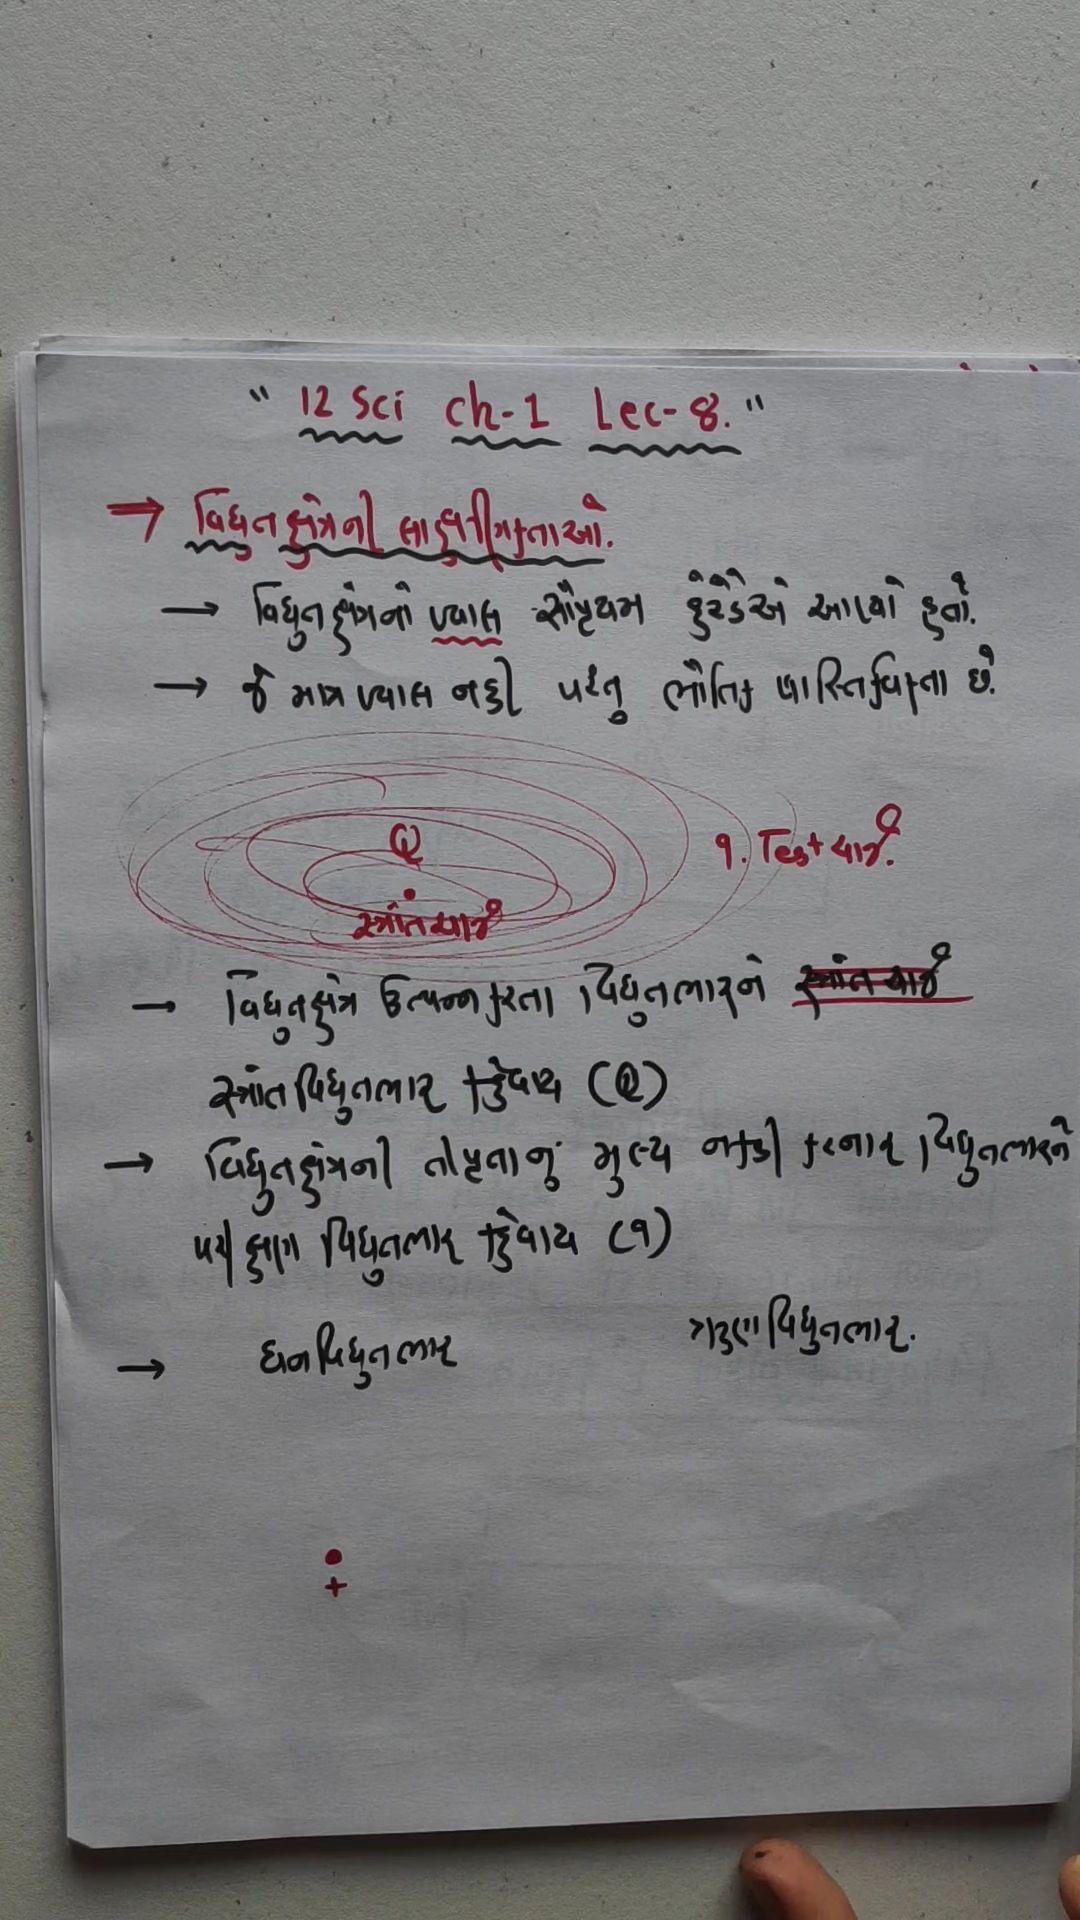 " 12 Sci ch-1 Lec-8. "
⇒ વિધુતક્ષેત્રની લાક્ષણીકતાઓ.
→ વિધુતક્ષેત્રનો ખ્યાલ સૌપ્રથમ ફેરેડેએ આપ્યો હતો.
→ જે માત્ર ખ્યાલ નહી પરંતુ ભૌતિક વાસ્તિવિકતા છે.
Q
q. Test ચાર્જ.
સ્ત્રોત ચાર્જ
→ વિધુતક્ષેત્ર ઉત્પન્ન કરતા વિધુતભારને સ્ત્રોત ચાર્જ
સ્ત્રોત વિધુતભાર કહેવાય (Q)
→ વિધુતક્ષેત્રની તીવ્રતાનું મુલ્ય નક્કી કરનાર વિધુતભારને
પરીક્ષણ વિધુતભાર કહેવાય (q)
→ ધન વિધુતભાર ઋણ વિધુતભાર.
+